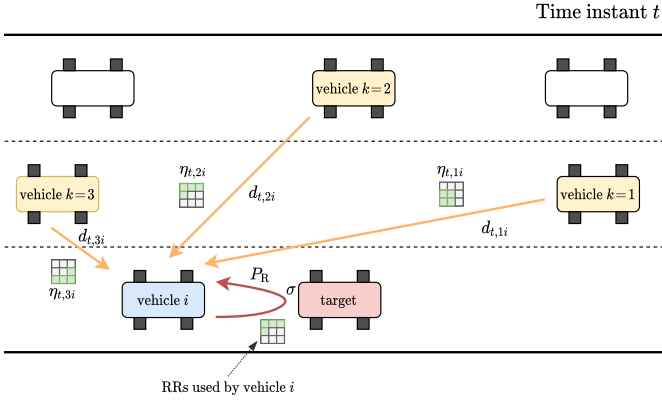 Time instant t
vehicle k=2
η_{t,2i}
η_{t,1i}
vehicle k=3
d_{t,2i}
vehicle k=1
d_{t,3i}
d_{t,1i}
η_{t,3i}
P_R
σ
vehicle i
target
RRs used by vehicle i